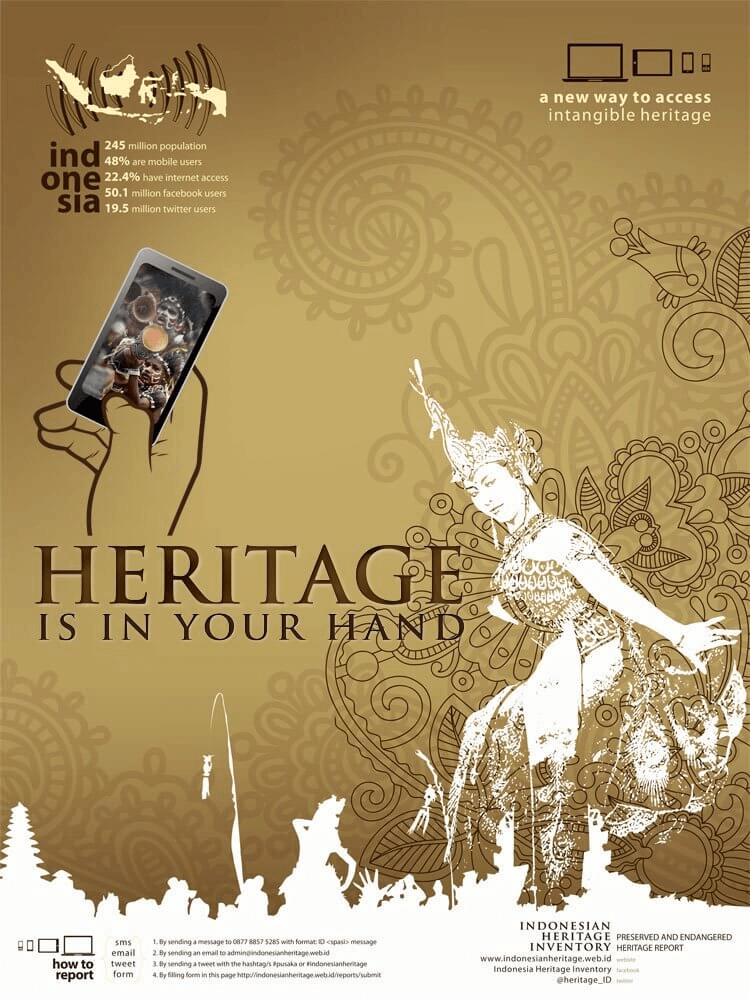 a new way to access
intangible heritage
ind
one
sia
245 million population
48% are mobile users
22.4% have internet access
50.1 million facebook users
19.5 million twitter users
HERITAGE
IS IN YOUR HAND
how to
report
sms
email
tweet
form
1. By sending a message to 0877 8857 5285 with format: ID <spasi> message
2. By sending an email to admin@indonesianheritage.web.id
3. By sending a tweet with the hashtag/s #pusaka or #indonesianheritage
4. By filling form in this page http://indonesianheritage.web.id/reports/submit
INDONESIAN
HERITAGE
INVENTORY
PRESERVED AND ENDANGERED
HERITAGE REPORT
www.indonesianheritage.web.id website
Indonesia Heritage Inventory facebook
@heritage_ID twitter